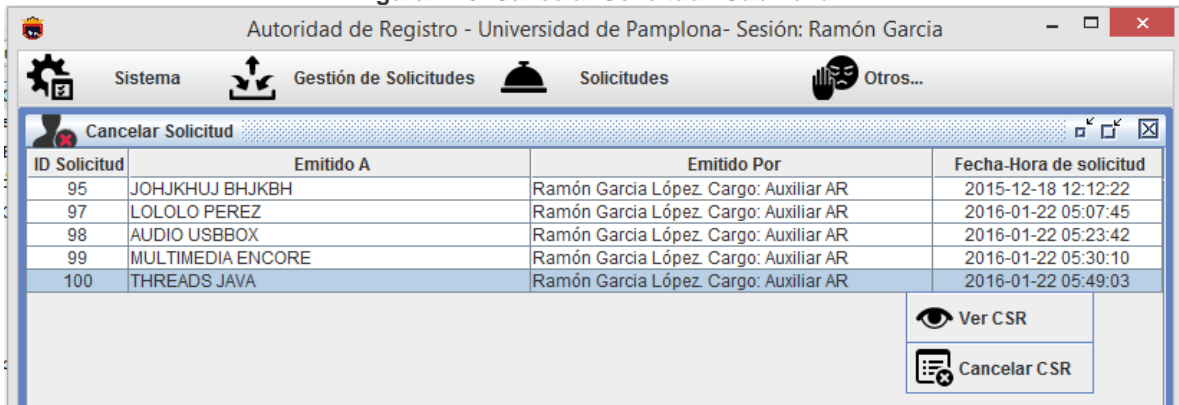 Autoridad de Registro - Universidad de Pamplona- Sesión: Ramón Garcia
Sistema Gestión de Solicitudes Solicitudes Otros...
Cancelar Solicitud
ID Solicitud Emitido A Emitido Por Fecha-Hora de solicitud
95 JOHJKHUJ BHJKBH Ramón Garcia López. Cargo: Auxiliar AR 2015-12-18 12:12:22
97 LOLOLO PEREZ Ramón Garcia López. Cargo: Auxiliar AR 2016-01-22 05:07:45
98 AUDIO USBBOX Ramón Garcia López. Cargo: Auxiliar AR 2016-01-22 05:23:42
99 MULTIMEDIA ENCORE Ramón Garcia López. Cargo: Auxiliar AR 2016-01-22 05:30:10
100 THREADS JAVA Ramón Garcia López. Cargo: Auxiliar AR 2016-01-22 05:49:03
Ver CSR
Cancelar CSR